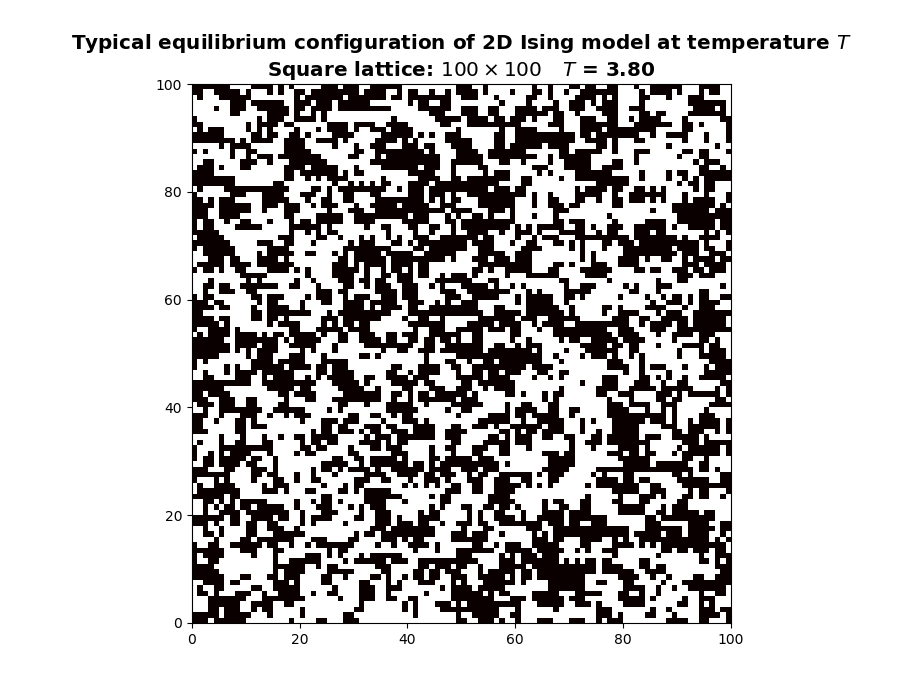 Typical equilibrium configuration of 2D Ising model at temperature T
Square lattice: 100 × 100 T = 3.80
100
80
60
40
20
0
0 20 40 60 80 100